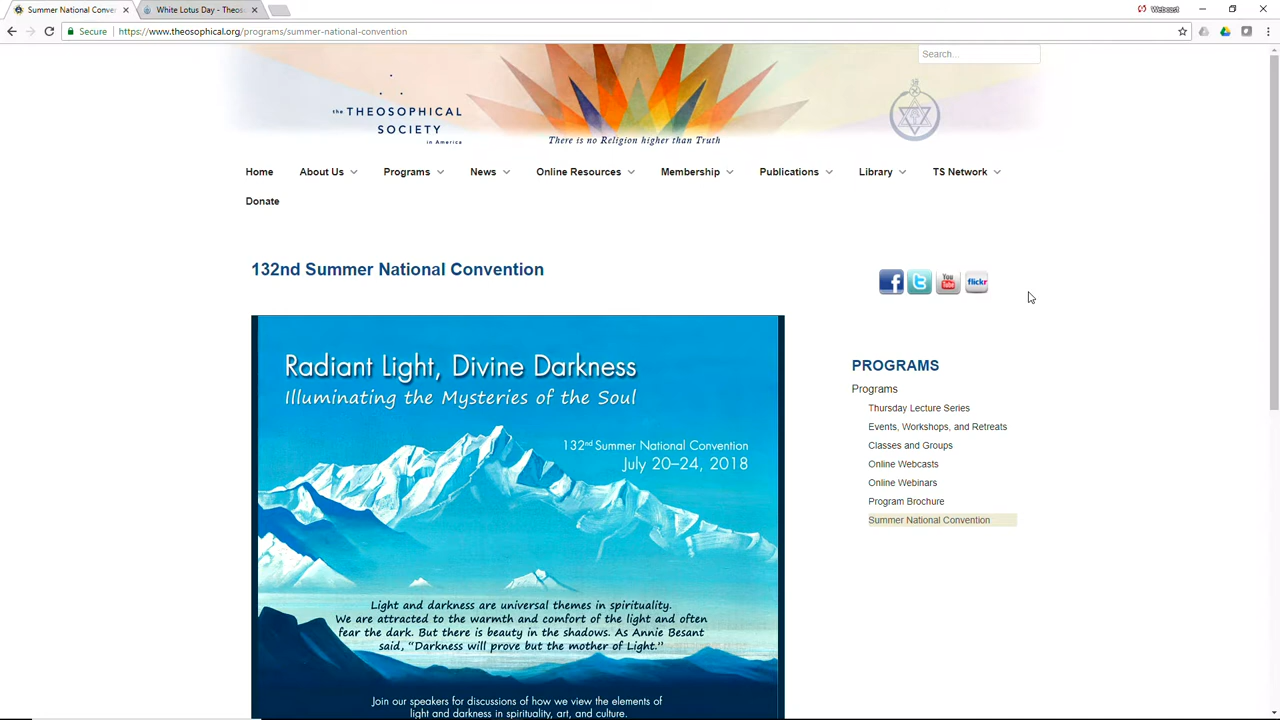 Summer National Conver
White Lotus Day - Theos
Webcast
Secure
https://www.theosophical.org/programs/summer-national-convention
Search...
the THEOSOPHICAL
SOCIETY
in America
There is no Religion higher than Truth
Home
About Us
Programs
News
Online Resources
Membership
Publications
Library
TS Network
Donate
132nd Summer National Convention
f
t
You
Tube
flickr
Radiant Light, Divine Darkness
Illuminating the Mysteries of the Soul
132nd Summer National Convention
July 20–24, 2018
Light and darkness are universal themes in spirituality.
We are attracted to the warmth and comfort of the light and often
fear the dark. But there is beauty in the shadows. As Annie Besant
said, “Darkness will prove but the mother of Light.”
Join our speakers for discussions of how we view the elements of
light and darkness in spirituality, art, and culture.
PROGRAMS
Programs
Thursday Lecture Series
Events, Workshops, and Retreats
Classes and Groups
Online Webcasts
Online Webinars
Program Brochure
Summer National Convention